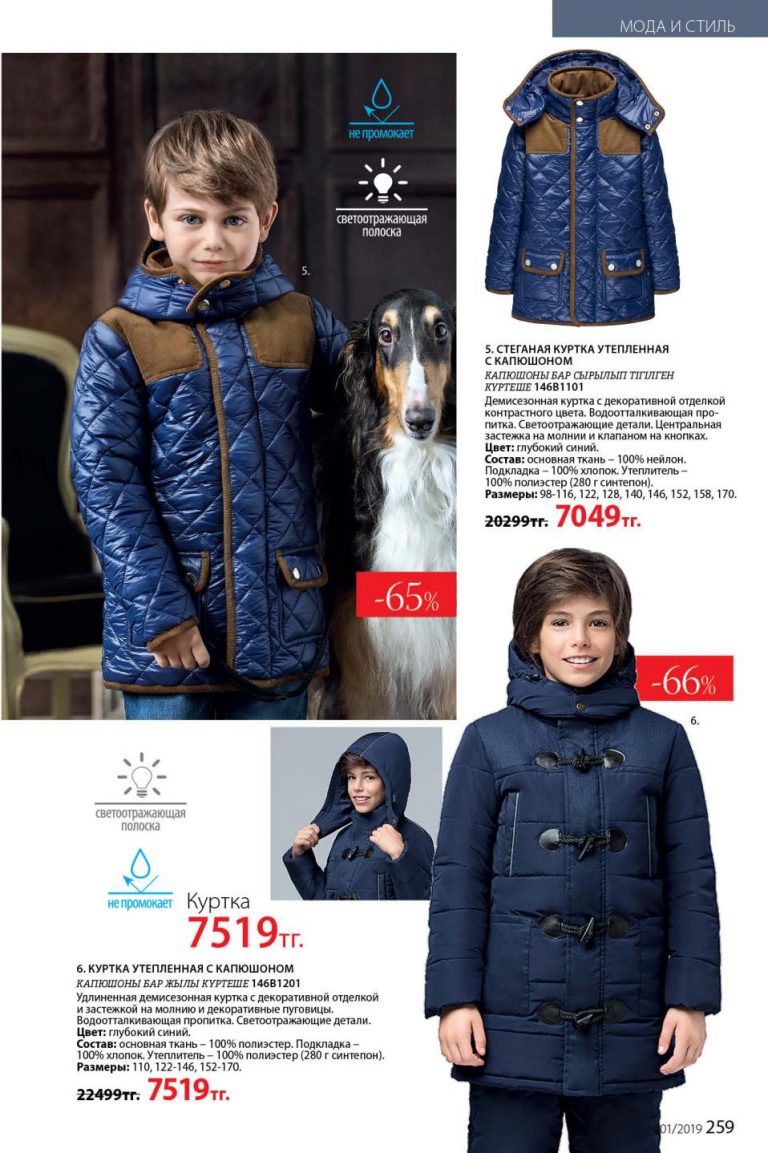 МОДА И СТИЛЬ
не промокает
светоотражающая
полоска
5.
5. СТЕГАНАЯ КУРТКА УТЕПЛЕННАЯ
С КАПЮШОНОМ
КАПЮШОНЫ БАР СЫРЫЛЫП ТІГІЛГЕН
КҮРТЕШЕ 146B1101
Демисезонная куртка с декоративной отделкой
контрастного цвета. Водоотталкивающая про-
питка. Светоотражающие детали. Центральная
застежка на молнии и клапаном на кнопках.
Цвет: глубокий синий.
Состав: основная ткань – 100% нейлон.
Подкладка – 100% хлопок. Утеплитель –
100% полиэстер (280 г синтепон).
Размеры: 98-116, 122, 128, 140, 146, 152, 158, 170.
20299тг. 7049тг.
-65%
-66%
6.
светоотражающая
полоска
не промокает
Куртка
7519тг.
6. КУРТКА УТЕПЛЕННАЯ С КАПЮШОНОМ
КАПЮШОНЫ БАР ЖЫЛЫ КҮРТЕШЕ 146B1201
Удлиненная демисезонная куртка с декоративной отделкой
и застежкой на молнию и декоративные пуговицы.
Водоотталкивающая пропитка. Светоотражающие детали.
Цвет: глубокий синий.
Состав: основная ткань – 100% полиэстер. Подкладка –
100% хлопок. Утеплитель – 100% полиэстер (280 г синтепон).
Размеры: 110, 122-146, 152-170.
22499тг. 7519тг.
01/2019 259